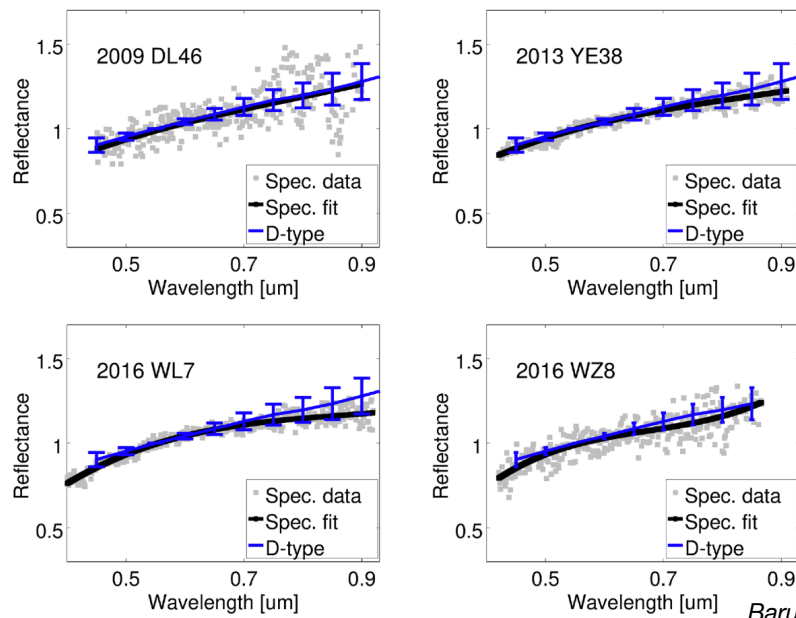 2009 DL46
Reflectance
1.5
1
0.5
Spec. data
Spec. fit
D-type
0.5
0.7
0.9
Wavelength [um]
2013 YE38
Reflectance
1.5
1
0.5
Spec. data
Spec. fit
D-type
0.5
0.7
0.9
Wavelength [um]
2016 WL7
Reflectance
1.5
1
0.5
Spec. data
Spec. fit
D-type
0.5
0.7
0.9
Wavelength [um]
2016 WZ8
Reflectance
1.5
1
0.5
Spec. data
Spec. fit
D-type
0.5
0.7
0.9
Wavelength [um]